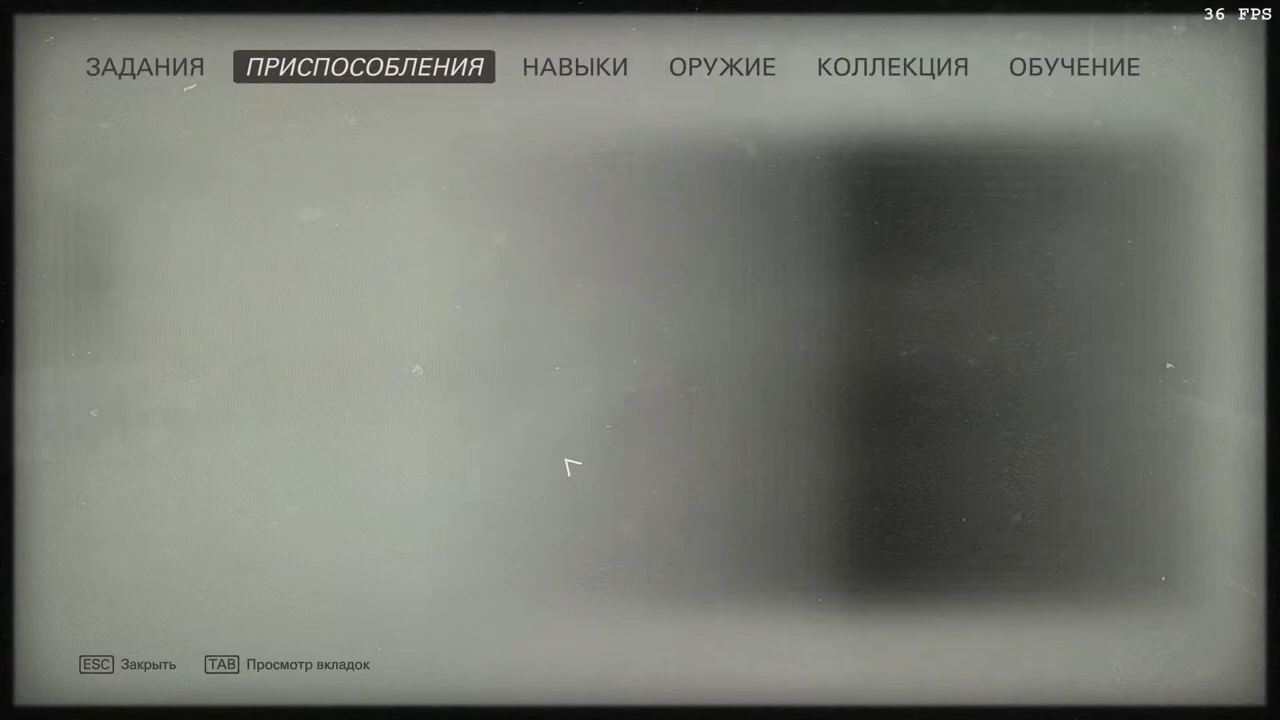 36 FPS
ЗАДАНИЯ ПРИСПОСОБЛЕНИЯ НАВЫКИ ОРУЖИЕ КОЛЛЕКЦИЯ ОБУЧЕНИЕ
ESC Закрыть TAB Просмотр вкладок